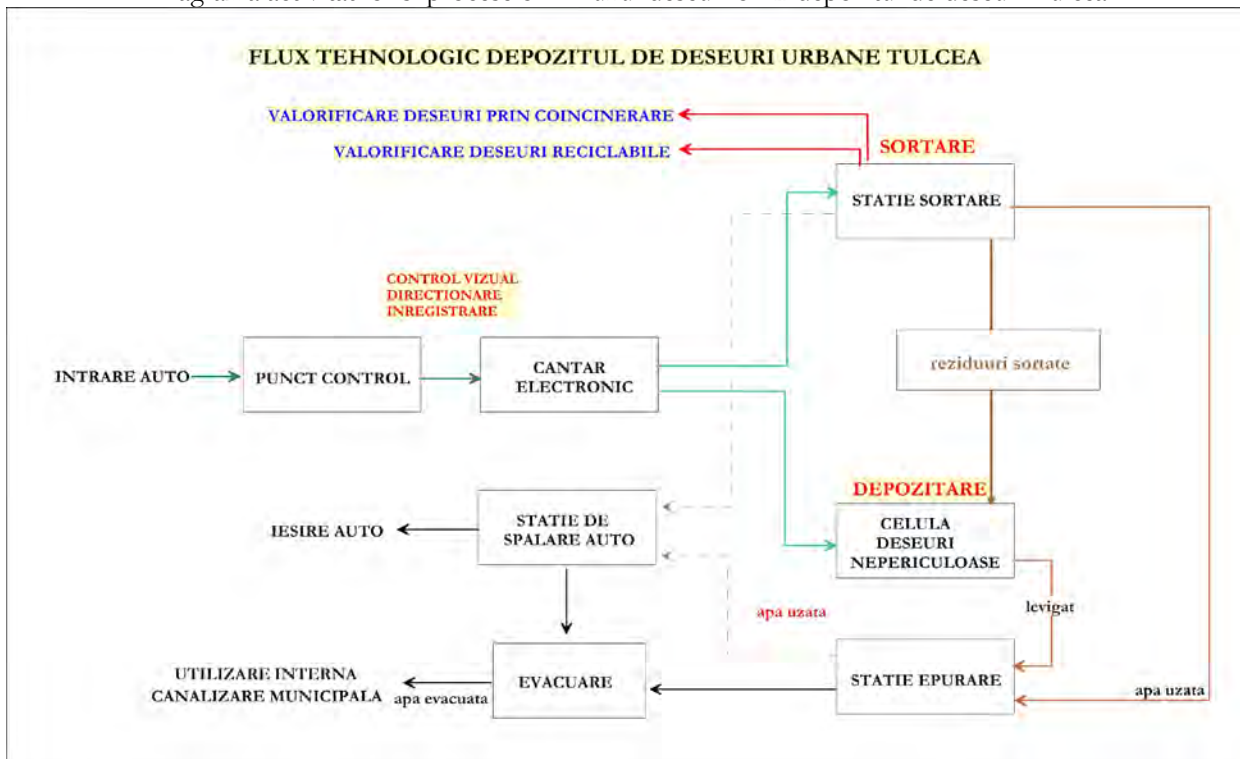 FLUX TEHNOLOGIC DEPOZITUL DE DESEURI URBANE TULCEA
VALORIFICARE DESEURI PRIN COINCINERARE
VALORIFICARE DESEURI RECICLABILE
SORTARE
STATIE SORTARE
CONTROL VIZUAL
DIRECTIONARE
INREGISTRARE
INTRARE AUTO
PUNCT CONTROL
CANTAR
ELECTRONIC
reziduuri sortate
DEPOZITARE
IESIRE AUTO
STATIE DE
SPALARE AUTO
CELULA
DESEURI
NEPERICULOASE
apa uzata
levigat
UTILIZARE INTERNA
CANALIZARE MUNICIPALA
apa evacuata
EVACUARE
STATIE EPURARE
apa uzata